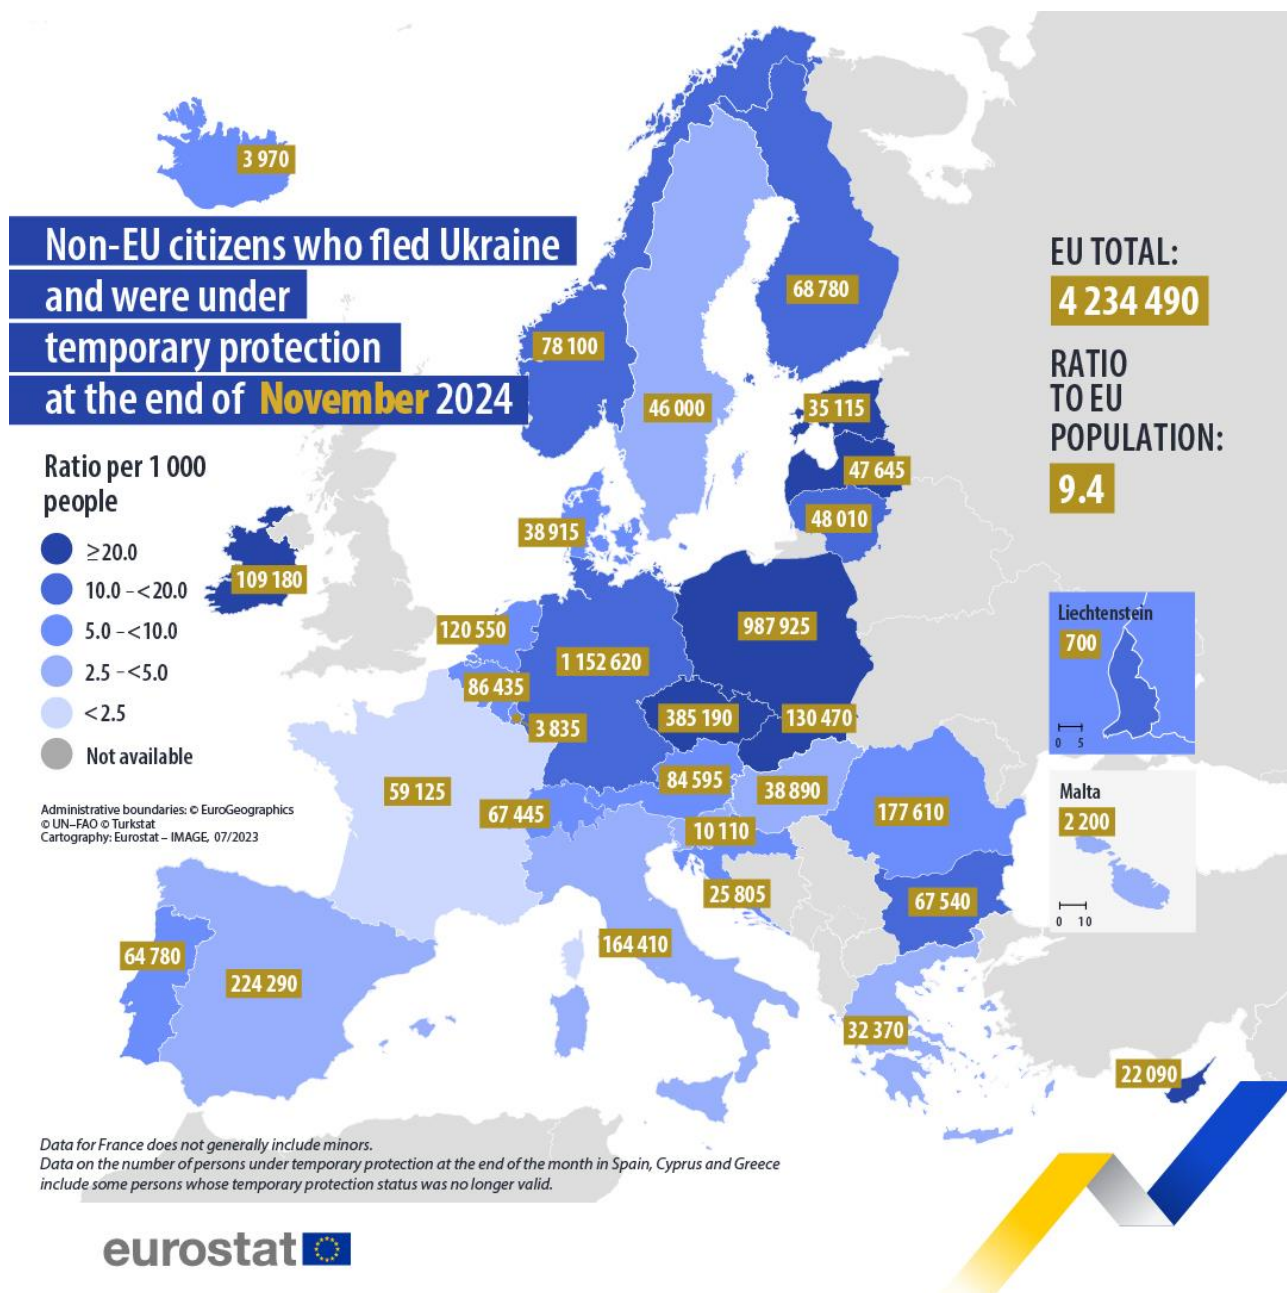 3 970
Non-EU citizens who fled Ukraine
and were under
temporary protection
at the end of November 2024
EU TOTAL:
4 234 490
RATIO
TO EU
POPULATION:
9.4
Ratio per 1 000
people
≥20.0
10.0 –<20.0
5.0 –<10.0
2.5 –<5.0
<2.5
Not available
Administrative boundaries: © EuroGeographics
© UN–FAO © Turkstat
Cartography: Eurostat – IMAGE, 07/2023
68 780
78 100
46 000
35 115
47 645
48 010
38 915
109 180
120 550
987 925
1 152 620
86 435
385 190
130 470
3 835
84 595
38 890
59 125
67 445
177 610
10 110
25 805
67 540
164 410
64 780
224 290
32 370
22 090
Liechtenstein
700
0 5
Malta
2 200
0 10
Data for France does not generally include minors.
Data on the number of persons under temporary protection at the end of the month in Spain, Cyprus and Greece
include some persons whose temporary protection status was no longer valid.
eurostat